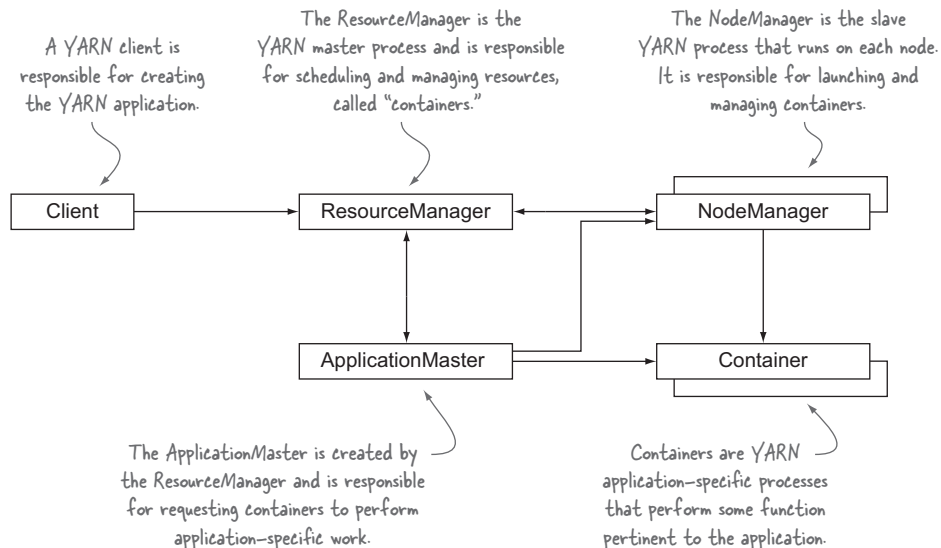 A YARN client is
responsible for creating
the YARN application.
The ResourceManager is the
YARN master process and is responsible
for scheduling and managing resources,
called “containers.”
The NodeManager is the slave
YARN process that runs on each node.
It is responsible for launching and
managing containers.
Client
ResourceManager
NodeManager
ApplicationMaster
Container
The ApplicationMaster is created by
the ResourceManager and is responsible
for requesting containers to perform
application-specific work.
Containers are YARN
application-specific processes
that perform some function
pertinent to the application.